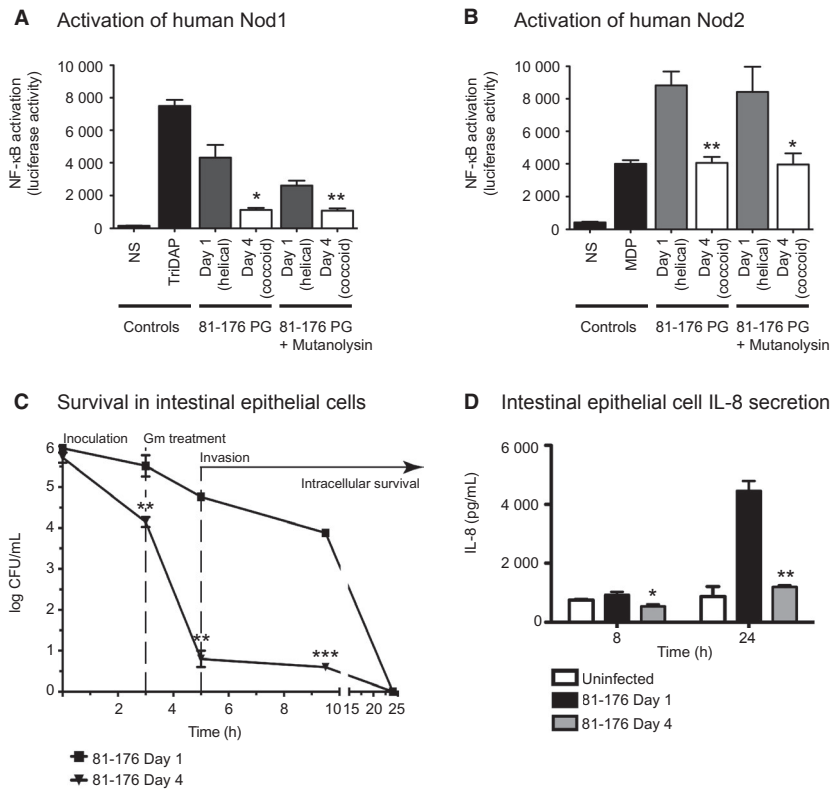 A Activation of human Nod1
NF-κB activation
(luciferase activity)
10 000
8 000
6 000
4 000
2 000
0
NS
TriDAP
Day 1
(helical)
Day 4
(coccoid)
Day 1
(helical)
Day 4
(coccoid)
*
**
Controls
81-176 PG
81-176 PG
+ Mutanolysin
B Activation of human Nod2
NF-κB activation
(luciferase activity)
10 000
8 000
6 000
4 000
2 000
0
NS
MDP
Day 1
(helical)
Day 4
(coccoid)
Day 1
(helical)
Day 4
(coccoid)
**
*
Controls
81-176 PG
81-176 PG
+ Mutanolysin
C Survival in intestinal epithelial cells
Inoculation
Gm treatment
Invasion
Intracellular survival
log CFU/mL
6
5
4
3
2
1
0
**
**
***
2 4 6 8 10 15 20 25
Time (h)
81-176 Day 1
81-176 Day 4
D Intestinal epithelial cell IL-8 secretion
IL-8 (pg/mL)
6 000
4 000
2 000
0
*
**
8 24
Time (h)
Uninfected
81-176 Day 1
81-176 Day 4